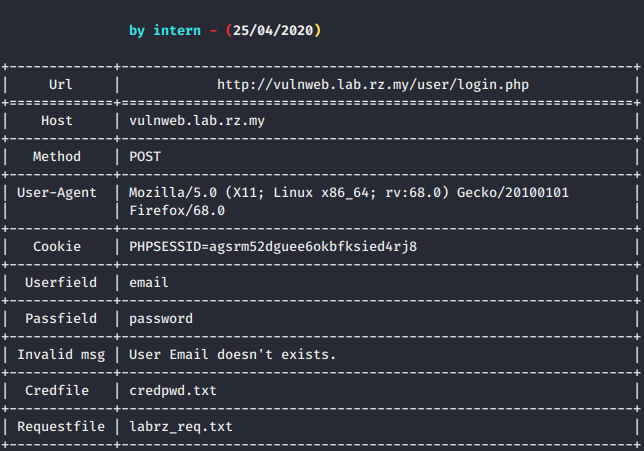 by intern - (25/04/2020)
Url http://vulnweb.lab.rz.my/user/login.php
Host vulnweb.lab.rz.my
Method POST
User-Agent Mozilla/5.0 (X11; Linux x86_64; rv:68.0) Gecko/20100101
Firefox/68.0
Cookie PHPSESSID=agsrm52dguee6okbfksied4rj8
Userfield email
Passfield password
Invalid msg User Email doesn't exists.
Credfile credpwd.txt
Requestfile labrz_req.txt